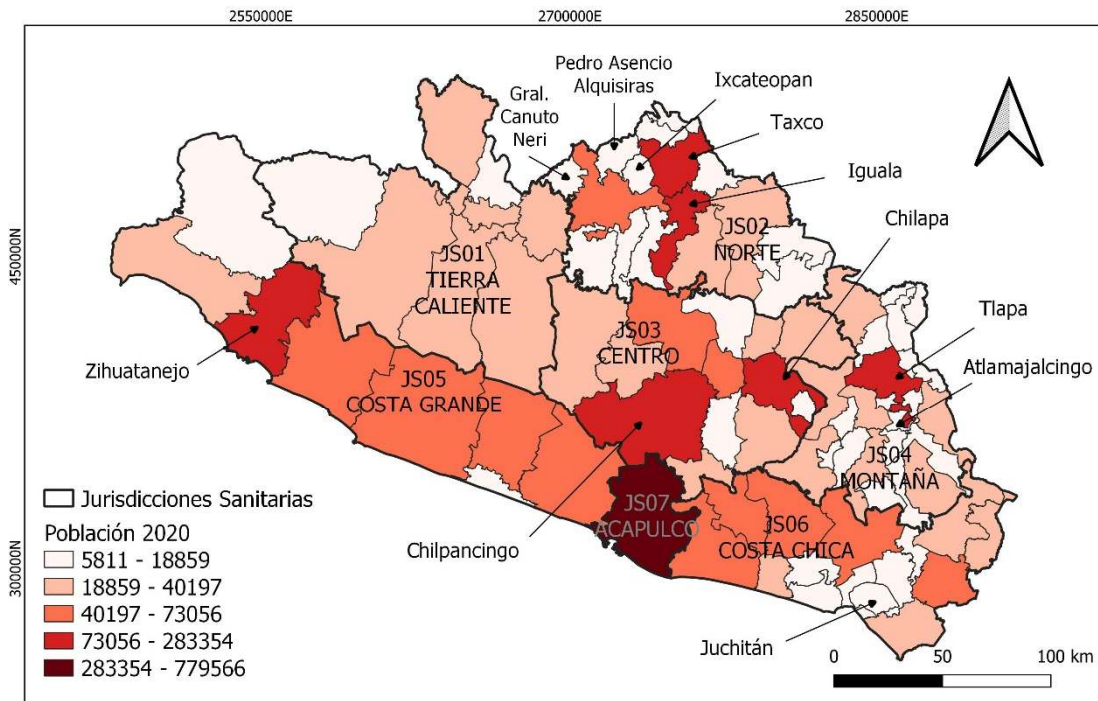 2550000E
2700000E
2850000E
4500000N
3000000N
Pedro Asencio
Alquisiras
Ixcateopan
Gral.
Canuto
Neri
Taxco
Iguala
Chilapa
JS02
NORTE
JS01
TIERRA
CALIENTE
Tlapa
JS03
CENTRO
Atlamajalcingo
Zihuatanejo
JS05
COSTA GRANDE
JS04
MONTAÑA
Jurisdicciones Sanitarias
Población 2020
5811 - 18859
18859 - 40197
40197 - 73056
73056 - 283354
283354 - 779566
JS07
ACAPULCO
JS06
COSTA CHICA
Chilpancingo
Juchitán
0 50 100 km